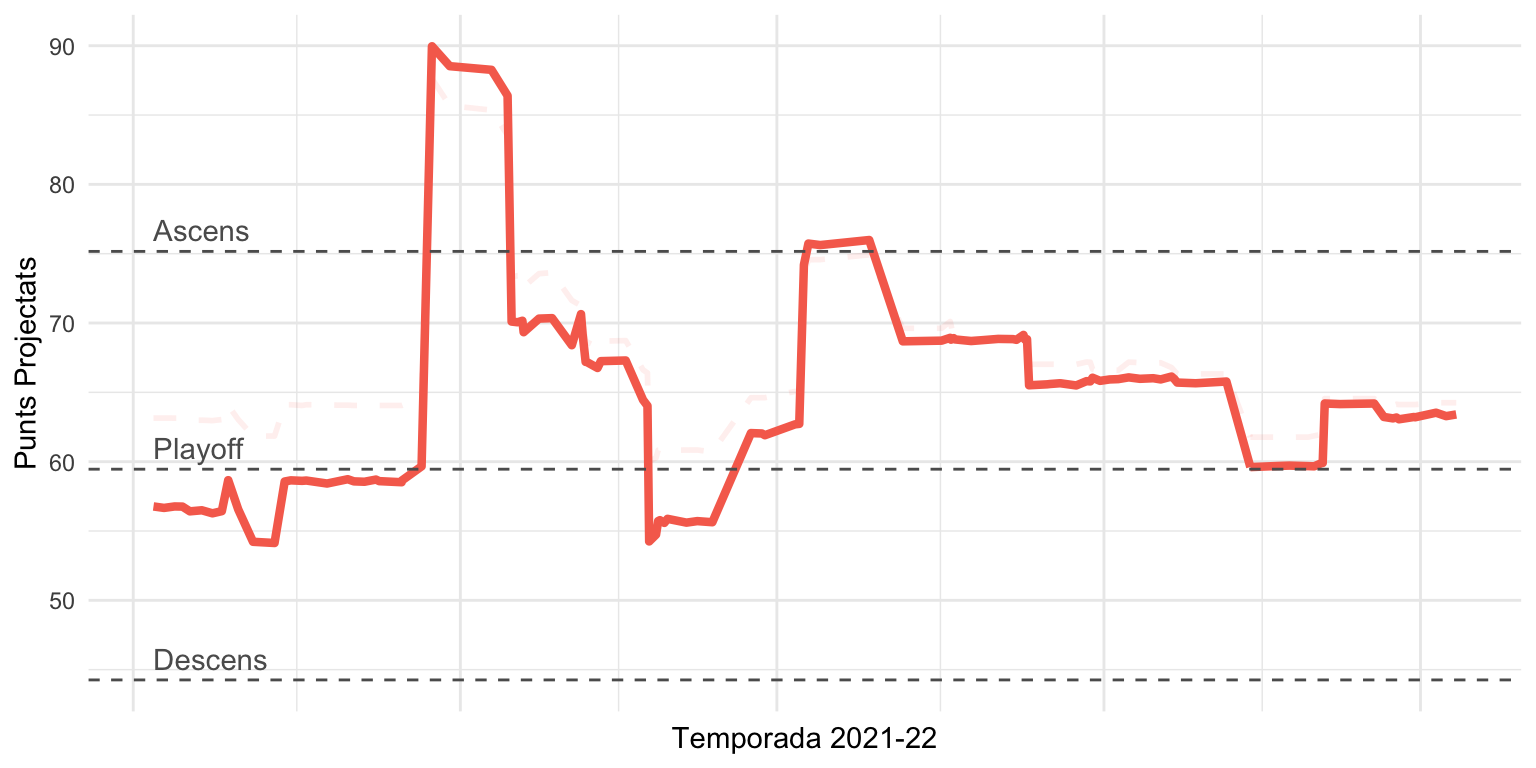 90
80
70
60
50
Punts Projectats
Ascens
Playoff
Descens
Temporada 2021-22